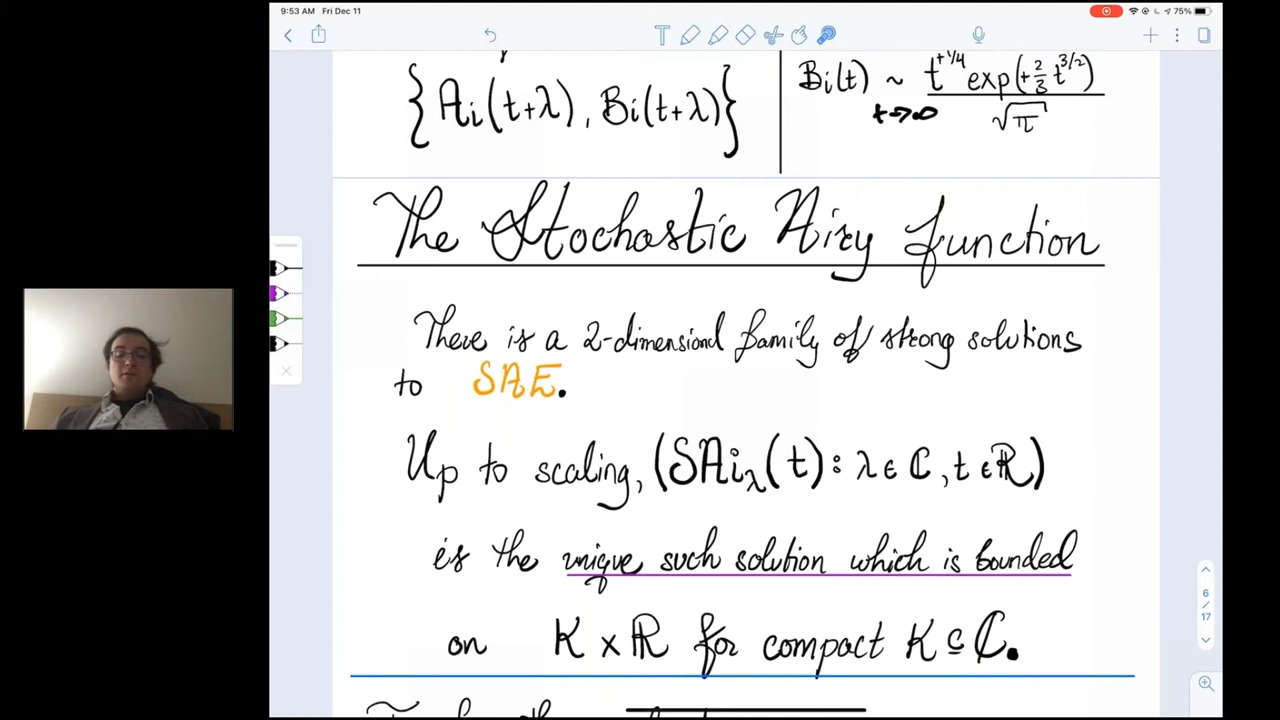 9:53 AM Fri Dec 11
75%
{Ai(t+λ), Bi(t+λ)}
Bi(t) ~ t^{+1/4} exp(+2/3 t^{3/2}) / √π
t→∞
The Stochastic Airy function
There is a 2-dimensional family of strong solutions
to SAE.
Up to scaling, (SAi_λ(t): λ ∈ ℂ, t ∈ ℝ)
is the unique such solution which is bounded
on K × ℝ for compact K ⊆ ℂ.
6
/
17